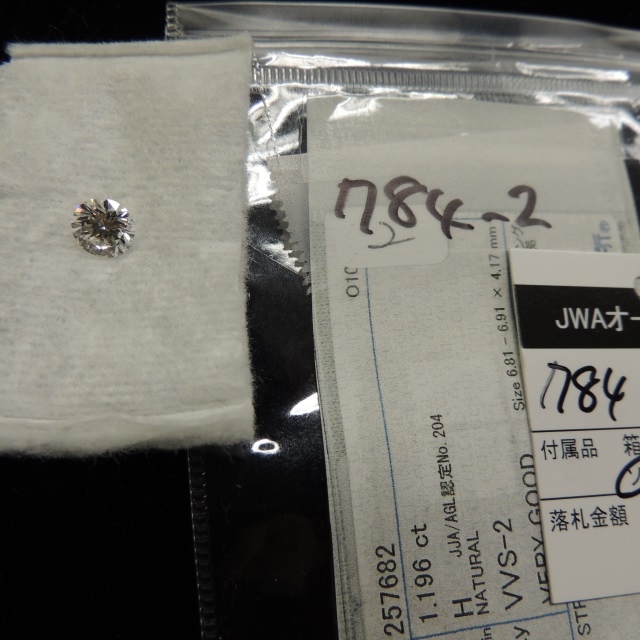 784-2
JWAオー
784
付属品 箱
落札金額
257682
1.196 ct
H
NATURAL
JJA/AGL認定No. 204
VVS-2
VERY GOOD
Size 6.81 - 6.91 × 4.17 mm